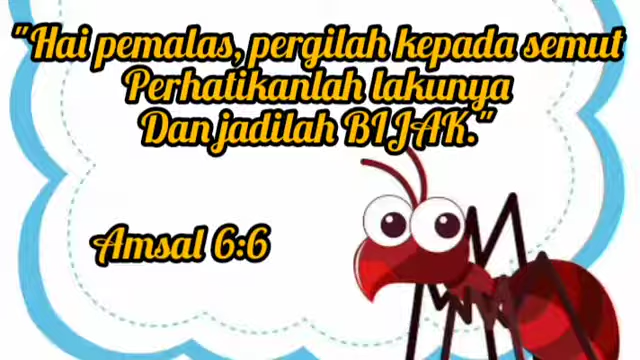 "Hai pemalas, pergilah kepada semut
Perhatikanlah lakunya
Dan jadilah BIJAK."
Amsal 6:6